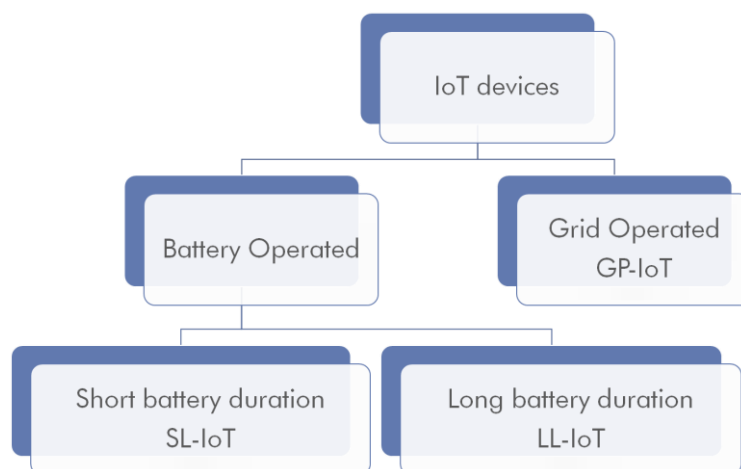 IoT devices
Battery Operated
Grid Operated
GP-IoT
Short battery duration
SL-IoT
Long battery duration
LL-IoT